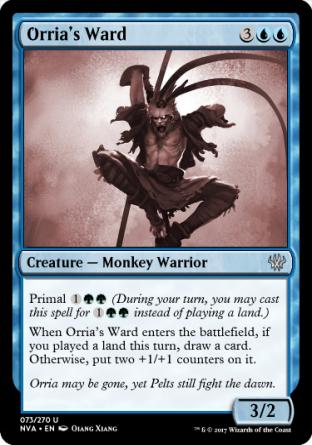 Orria's Ward 3
Creature — Monkey Warrior
Primal 1 (During your turn, you may cast
this spell for 1 instead of playing a land.)
When Orria's Ward enters the battlefield, if
you played a land this turn, draw a card.
Otherwise, put two +1/+1 counters on it.
Orria may be gone, yet Pelts still fight the dawn.
073/270 U
NVA • EN Qiang Xiang
3/2
™ & © 2017 Wizards of the Coast